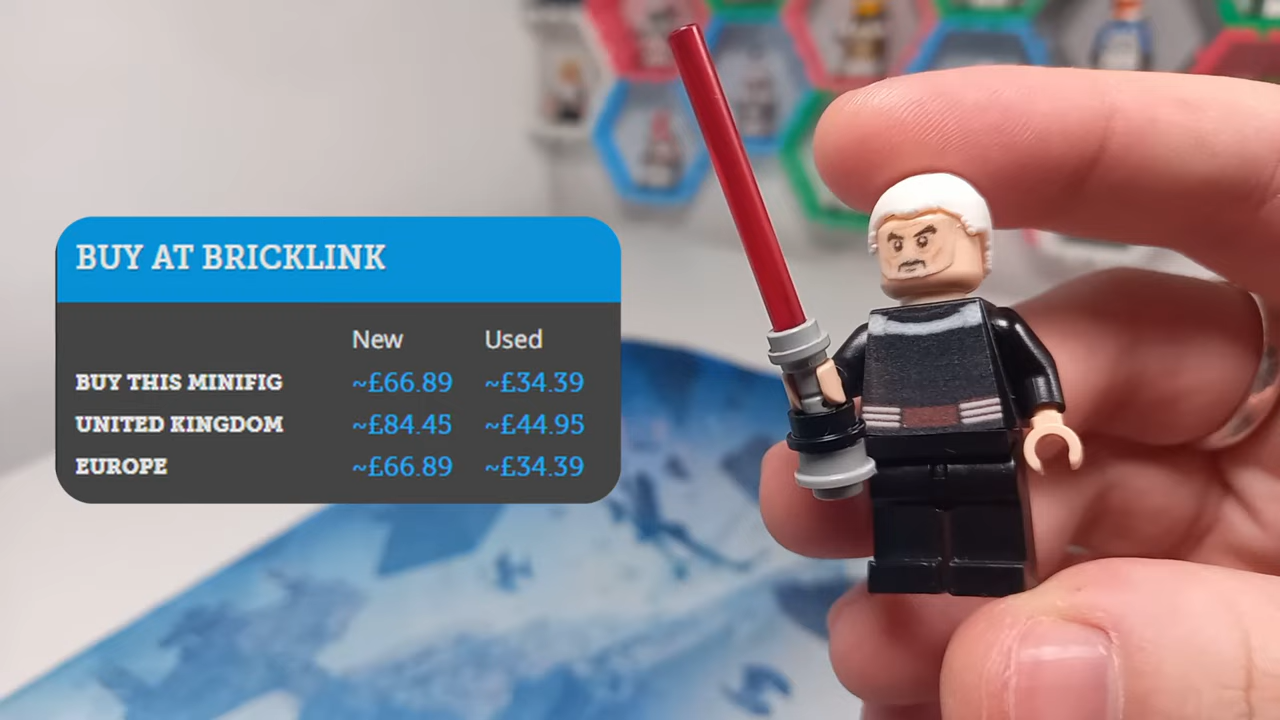 BUY AT BRICKLINK
New Used
BUY THIS MINIFIG ~£66.89 ~£34.39
UNITED KINGDOM ~£84.45 ~£44.95
EUROPE ~£66.89 ~£34.39